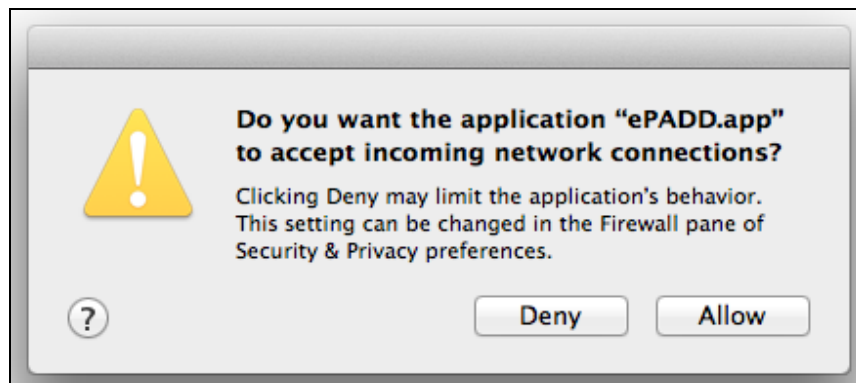 Do you want the application “ePADD.app”
to accept incoming network connections?
Clicking Deny may limit the application’s behavior.
This setting can be changed in the Firewall pane of
Security & Privacy preferences.
?
Deny
Allow